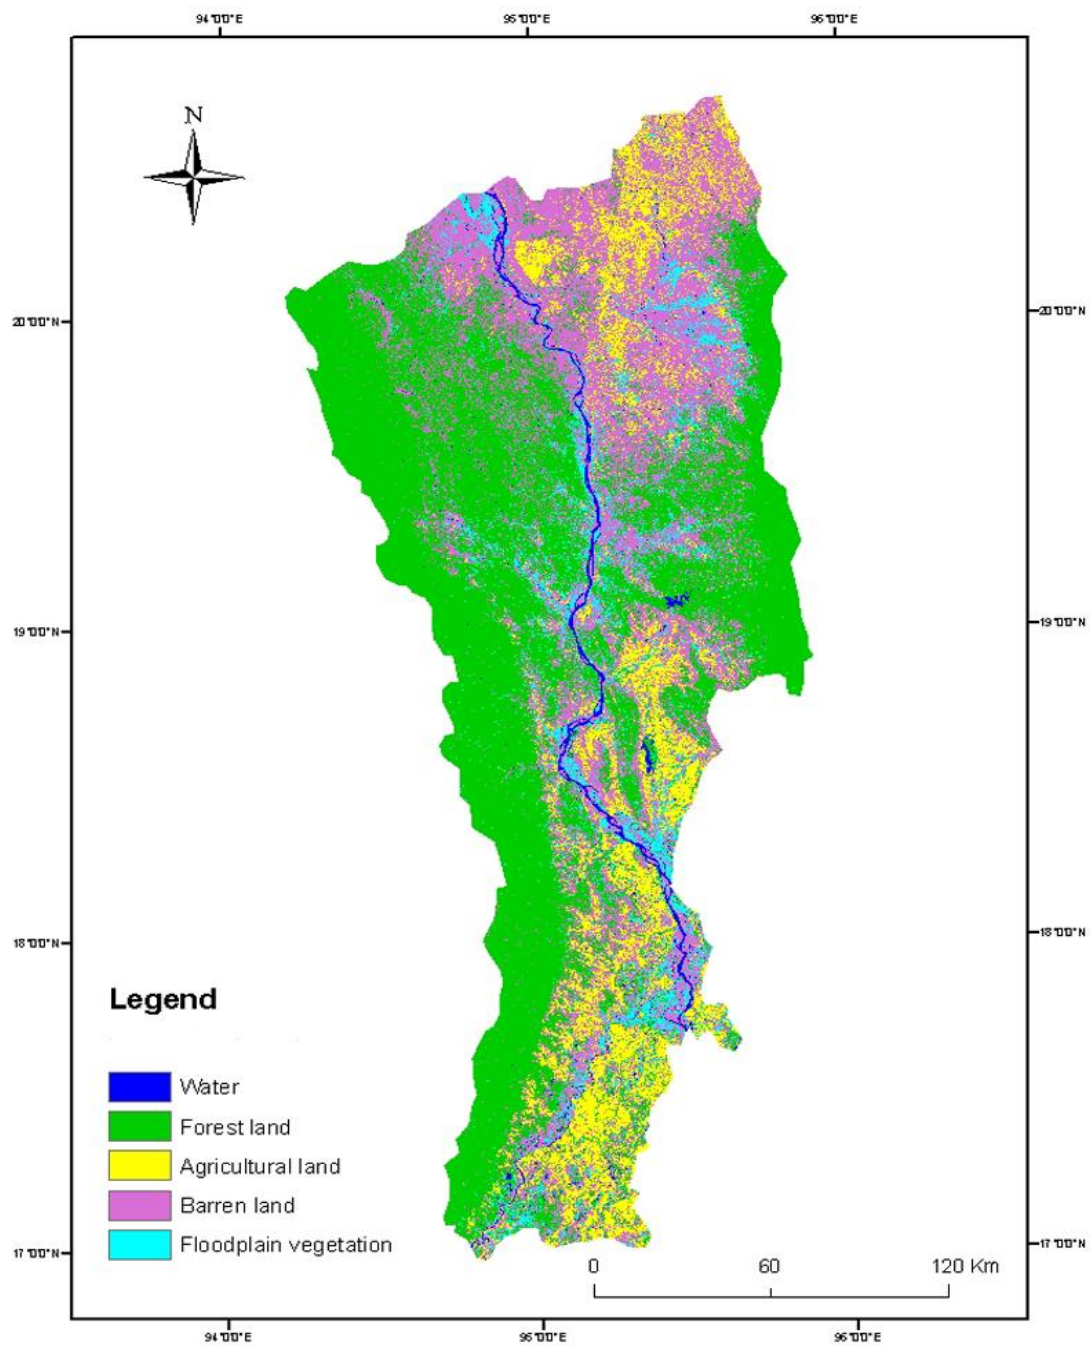 94°0'0"E 95°0'0"E 96°0'0"E
N
20°0'0"N 20°0'0"N
19°0'0"N 19°0'0"N
18°0'0"N 18°0'0"N
Legend
Water
Forest land
Agricultural land
Barren land
Floodplain vegetation
17°0'0"N 17°0'0"N
0 60 120 Km
94°0'0"E 95°0'0"E 96°0'0"E